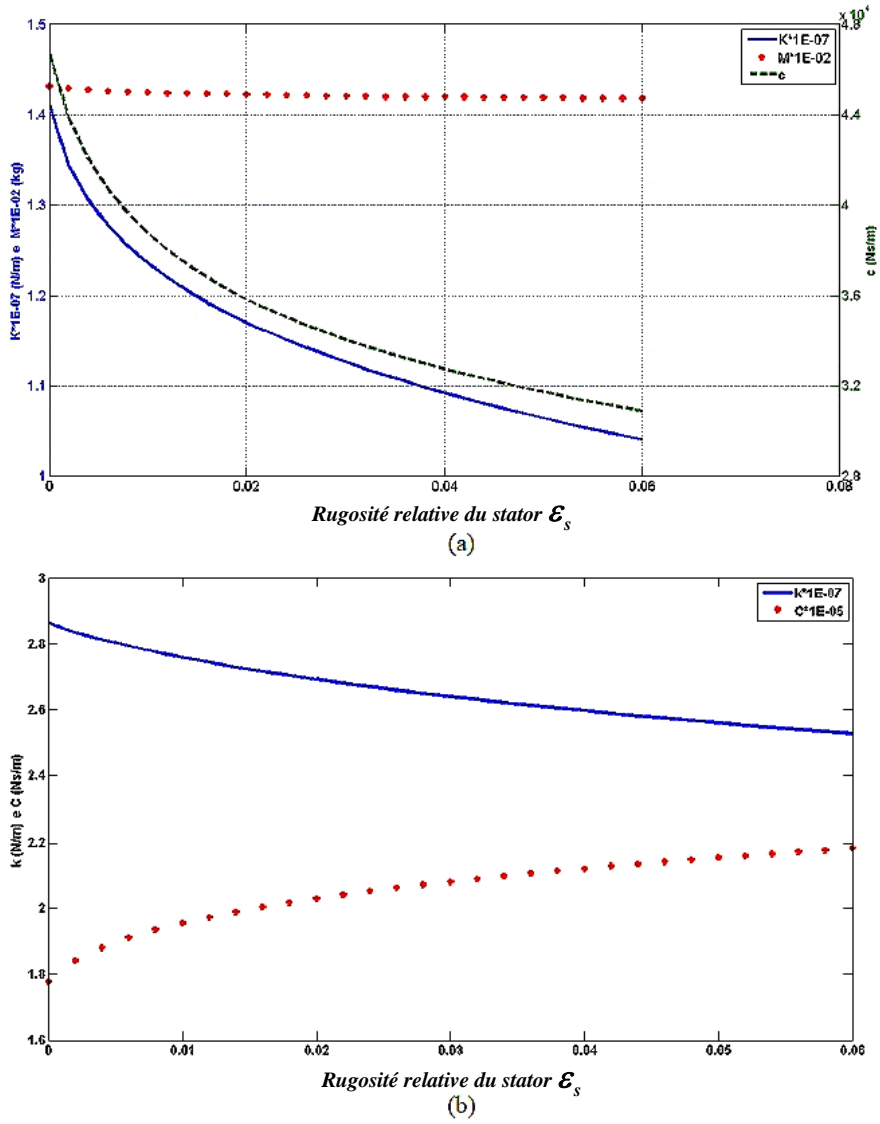 x 10⁴
1.5
1.4
1.3
1.2
1.1
1
4.8
4.4
4
3.6
3.2
2.8
K*1E-07
M*1E-02
c
K*1E-07 (N/m) e M*1E-02 (kg)
c (Ns/m)
0
0.02
0.04
0.06
0.08
Rugosité relative du stator ε_s
(a)
3
2.8
2.6
2.4
2.2
2
1.8
1.6
k*1E-07
C*1E-05
k (N/m) e C (Ns/m)
0
0.01
0.02
0.03
0.04
0.05
0.06
Rugosité relative du stator ε_s
(b)